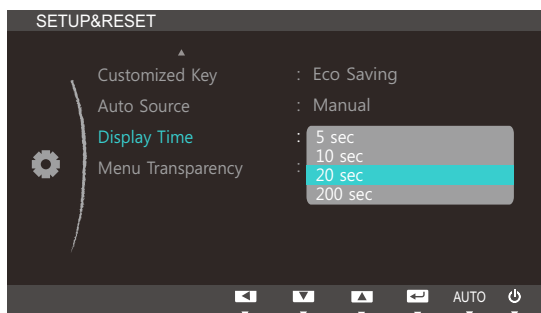 SETUP&RESET
Customized Key : Eco Saving
Auto Source : Manual
Display Time : 5 sec
10 sec
Menu Transparency : 20 sec
200 sec
AUTO